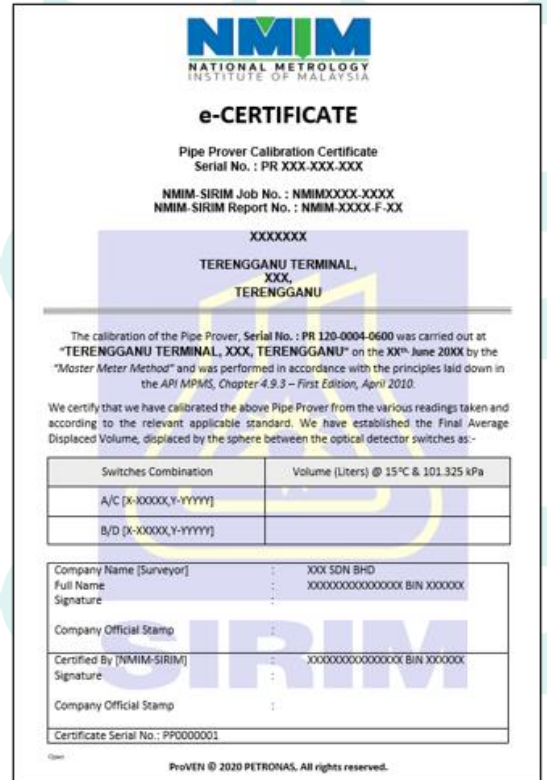 NMIM
NATIONAL METROLOGY
INSTITUTE OF MALAYSIA
e-CERTIFICATE
Pipe Prover Calibration Certificate
Serial No. : PR XXX-XXX-XXX
NMIM-SIRIM Job No. : NMIMXXXX-XXXX
NMIM-SIRIM Report No. : NMIM-XXXX-F-XX
XXXXXXX
TERENGGANU TERMINAL,
XXX,
TERENGGANU
The calibration of the Pipe Prover, Serial No. : PR 120-0004-0600 was carried out at
"TERENGGANU TERMINAL, XXX, TERENGGANU" on the XXth June 20XX by the
"Master Meter Method" and was performed in accordance with the principles laid down in
the API MPMS, Chapter 4.9.3 – First Edition, April 2010.
We certify that we have calibrated the above Pipe Prover from the various readings taken and
according to the relevant applicable standard. We have established the Final Average
Displaced Volume, displaced by the sphere between the optical detector switches as:-
Switches Combination Volume (Liters) @ 15°C & 101.325 kPa
A/C [X-XXXXX,Y-YYYYY]
B/D [X-XXXXX,Y-YYYYY]
Company Name [Surveyor] : XXX SDN BHD
Full Name : XXXXXXXXXXXXXXX BIN XXXXXX
Signature :
Company Official Stamp :
Certified By [NMIM-SIRIM] : XXXXXXXXXXXXXXX BIN XXXXXX
Signature :
Company Official Stamp :
SIRIM
Certificate Serial No.: PP0000001
Open
ProVEN © 2020 PETRONAS, All rights reserved.